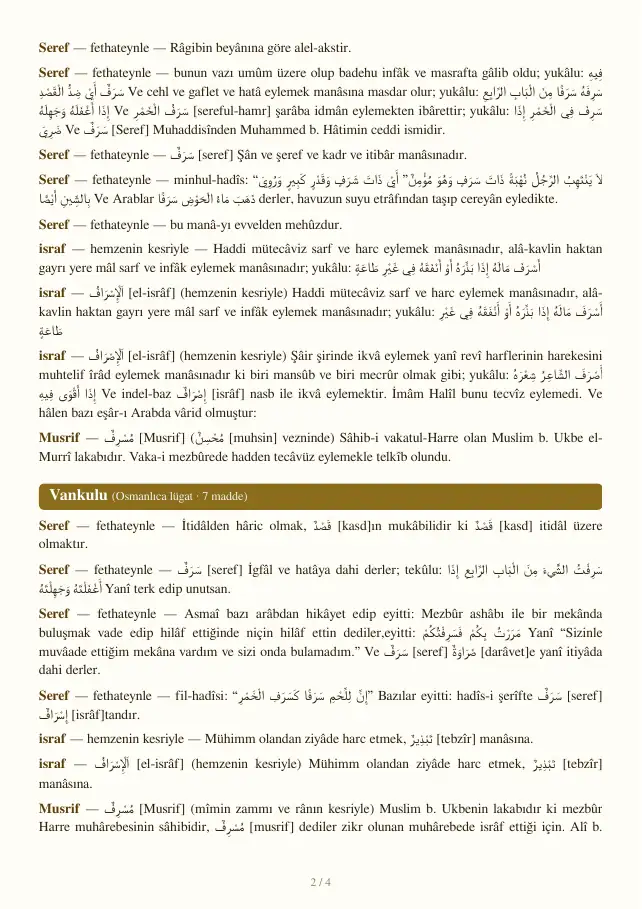 Seref — fethateynle — Râgibin beyânına göre alel-akstir.
Seref — fethateynle — bunun vazı umûm üzere olup badehu infâk ve masrafta gâlib oldu; yukâlu: فِيهِ
سَرِفَهُ سَرَفًا مِنَ الْبَابِ الرَّابِعِ Ve cehl ve gaflet ve hatâ eylemek manâsına masdar olur; yukâlu: سَرَفٌ أَيْ ضِدُّ الْقَصْدِ
إِذَا أَغْفَلَهُ وَجَهِلَهُ Ve سَرَفُ الْخَمْرِ [sereful-hamr] şaraba idmân eylemekten ibârettir; yukâlu: سَرِفَ فِي الْخَمْرِ إِذَا
ضَرِيَ Ve سَرَفٌ [Seref] Muhaddisînden Muhammed b. Hâtimin ceddi ismidir.
Seref — fethateynle — سَرَفٌ [seref] Şân ve şeref ve kadr ve itibâr manâsınadır.
Seref — fethateynle — minhul-hadîs: “لاَ يَنْتَهِبُ الرَّجُلُ نُهْبَةً ذَاتَ سَرَفٍ وَهُوَ مُؤْمِنٌ” أَيْ ذَاتَ شَرَفٍ وَقَدْرٍ كَبِيرٍ وَرُوِيَ
بِالشِّينِ أَيْضًا Ve Arablar ذَهَبَ مَاءُ الْحَوْضِ سَرَفًا derler, havuzun suyu etrâfından taşıp cereyân eyledikte.
Seref — fethateynle — bu manâ-yı evvelden mehûzdur.
israf — hemzenin kesriyle — Haddi mütecâviz sarf ve harc eylemek manâsınadır, alâ-kavlin haktan
gayrı yere mâl sarf ve infâk eylemek manâsınadır; yukâlu: أَسْرَفَ مَالَهُ إِذَا بَذَّرَهُ أَوْ أَنْفَقَهُ فِي غَيْرِ طَاعَةٍ
israf — اَلْإِسْرَافُ [el-isrâf] (hemzenin kesriyle) Haddi mütecâviz sarf ve harc eylemek manâsınadır, alâ-
kavlin haktan gayrı yere mâl sarf ve infâk eylemek manâsınadır; yukâlu: أَسْرَفَ مَالَهُ إِذَا بَذَّرَهُ أَوْ أَنْفَقَهُ فِي غَيْرِ
طَاعَةٍ
israf — اَلْإِسْرَافُ [el-isrâf] (hemzenin kesriyle) Şâir şirinde ikvâ eylemek yanî revî harflerinin harekesini
muhtelif îrâd eylemek manâsınadır ki biri mansûb ve biri mecrûr olmak gibi; yukâlu: أَسْرَفَ الشَّاعِرُ شِعْرَهُ
إِذَا أَقْوَى فِيهِ Ve indel-baz إِسْرَافٌ [isrâf] nasb ile ikvâ eylemektir. İmâm Halîl bunu tecvîz eylemedi. Ve
hâlen bazı eşâr-ı Arabda vârid olmuştur:
Musrif — مُسْرِفٌ [Musrif] (مُحْسِنٌ [muhsin] vezninde) Sâhib-i vakatul-Harre olan Muslim b. Ukbe el-
Murrî lakabıdır. Vaka-i mezbûrede hadden tecâvüz eylemekle telkîb olundu.
Vankulu (Osmanlıca lügat · 7 madde)
Seref — fethateynle — İtidâlden hâric olmak, قَصْدٌ [kasd]ın mukâbilidir ki قَصْدٌ [kasd] itidâl üzere
olmaktır.
Seref — fethateynle — سَرَفٌ [seref] İgfâl ve hatâya dahi derler; tekûlu: سَرِفْتُ الشَّيْءَ مِنَ الْبَابِ الرَّابِعِ إِذَا
أَغْفَلْتَهُ وَجَهِلْتَهُ Yanî terk edip unutsan.
Seref — fethateynle — Asmaî bazı arâbdan hikâyet edip eyitti: Mezbûr ashâbı ile bir mekânda
buluşmak vade edip hilâf ettiğinde niçin hilâf ettin dediler,eyitti: مَرَرْتُ بِكُمْ فَسَرِفْتُكُمْ Yanî “Sizinle
muvâade ettiğim mekâna vardım ve sizi onda bulamadım.” Ve سَرَفٌ [seref] ضَرَاوَةٌ [darâvet]e yanî itiyâda
dahi derler.
Seref — fethateynle — fil-hadîsi: “إِنَّ لِلَّحْمِ سَرَفًا كَسَرَفِ الْخَمْرِ” Bazılar eyitti: hadîs-i şerîfte سَرَفٌ [seref]
إِسْرَافٌ [isrâf]tandır.
israf — hemzenin kesriyle — Mühimm olandan ziyâde harc etmek, تَبْذِيرٌ [tebzîr] manâsına.
israf — اَلْإِسْرَافُ [el-isrâf] (hemzenin kesriyle) Mühimm olandan ziyâde harc etmek, تَبْذِيرٌ [tebzîr]
manâsına.
Musrif — مُسْرِفٌ [Musrif] (mîmin zammı ve rânın kesriyle) Muslim b. Ukbenin lakabıdır ki mezbûr
Harre muhârebesinin sâhibidir, مُسْرِفٌ [musrif] dediler zikr olunan muhârebede isrâf ettiği için. Alî b.
2 / 4